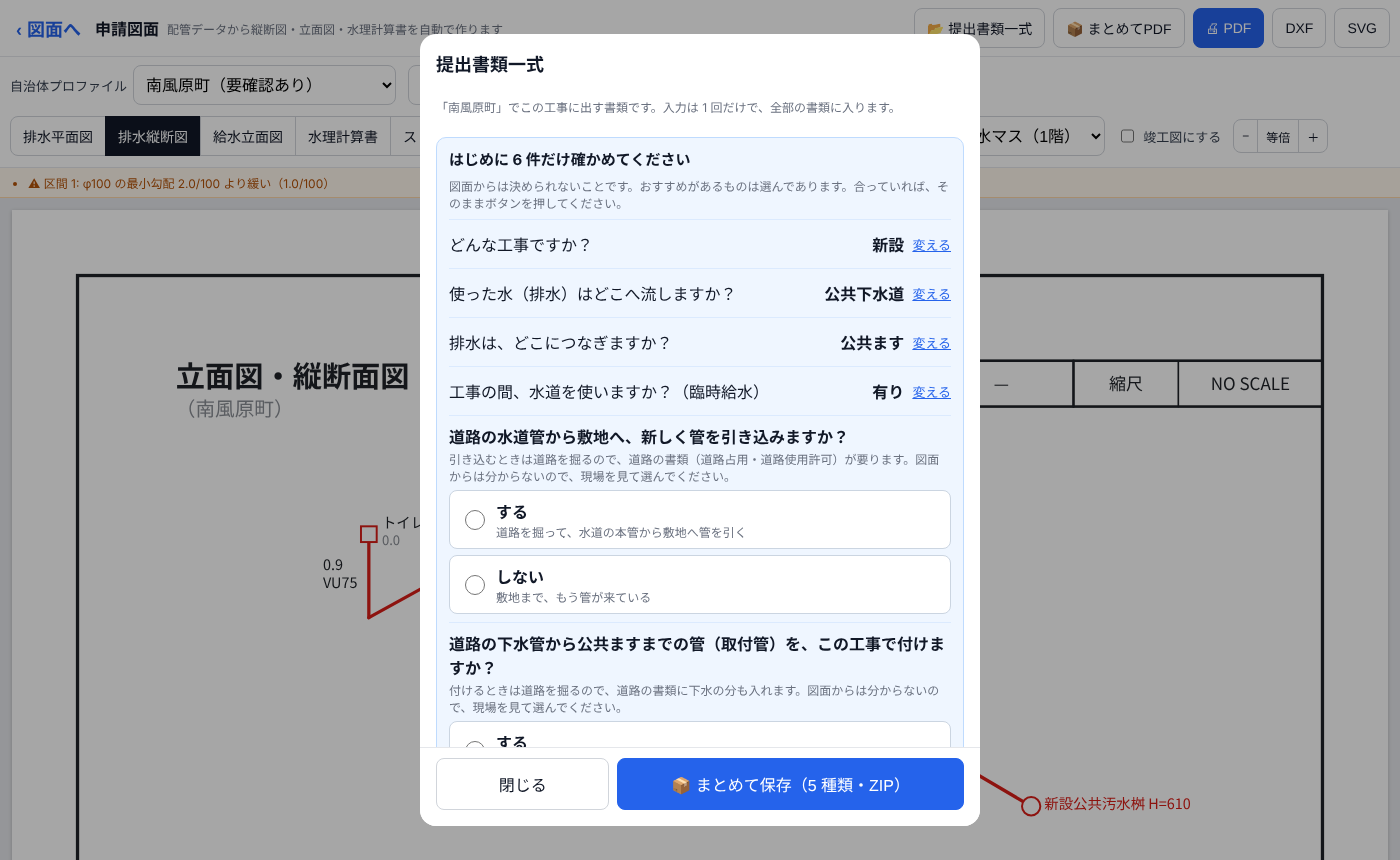 ‹ 図面へ 申請図面 配管データから縦断図・立面図・水理計算書を自動で作ります 📂 提出書類一式 📦 まとめてPDF 🖨 PDF DXF SVG
自治体プロファイル 南風原町（要確認あり）
排水平面図 排水縦断図 給水立面図 水理計算書 ス 水マス（1階） 竣工図にする − 等倍 ＋
• ⚠ 区間 1: φ100 の最小勾配 2.0/100 より緩い（1.0/100）
立面図・縦断面図
（南風原町）
— 縮尺 NO SCALE
トイレ
0.0
0.9
VU75
新設公共汚水桝 H=610
提出書類一式
「南風原町」でこの工事に出す書類です。入力は 1 回だけで、全部の書類に入ります。
はじめに 6 件だけ確かめてください
図面からは決められないことです。おすすめがあるものは選んであります。合っていれば、そ
のままボタンを押してください。
どんな工事ですか？ 新設 変える
使った水（排水）はどこへ流しますか？ 公共下水道 変える
排水は、どこにつなぎますか？ 公共ます 変える
工事の間、水道を使いますか？（臨時給水） 有り 変える
道路の水道管から敷地へ、新しく管を引き込みますか？
引き込むときは道路を掘るので、道路の書類（道路占用・道路使用許可）が要ります。図面
からは分からないので、現場を見て選んでください。
する
道路を掘って、水道の本管から敷地へ管を引く
しない
敷地まで、もう管が来ている
道路の下水管から公共ますまでの管（取付管）を、この工事で付けま
すか？
付けるときは道路を掘るので、道路の書類に下水の分も入れます。図面からは分からないの
で、現場を見て選んでください。
する
閉じる 📦 まとめて保存（5 種類・ZIP）